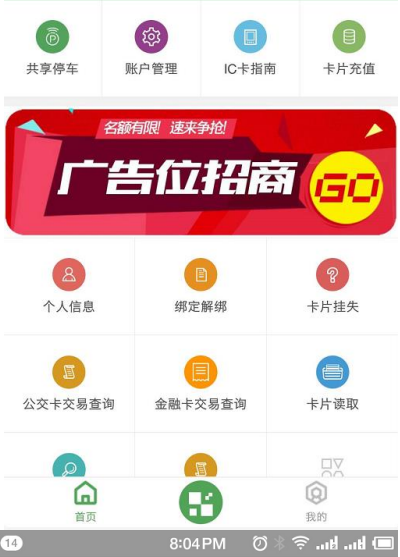 共享停车
账户管理
IC卡指南
卡片充值
名额有限! 速来争抢!
广告位招商
GO
个人信息
绑定解绑
卡片挂失
公交卡交易查询
金融卡交易查询
卡片读取
首页
我的
14
8:04 PM